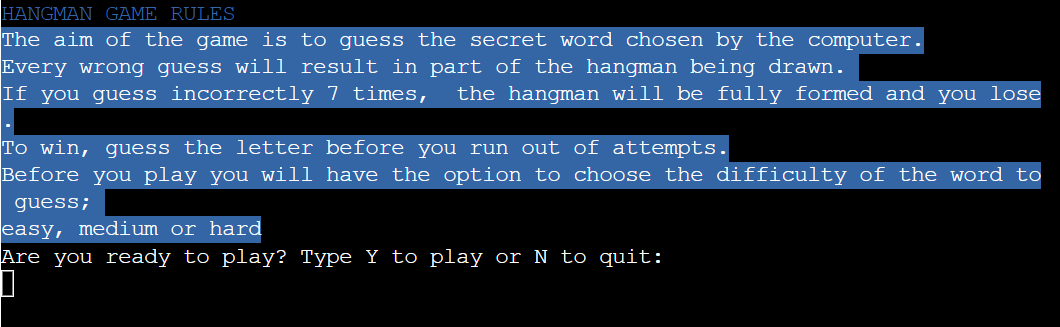 HANGMAN GAME RULES
The aim of the game is to guess the secret word chosen by the computer.
Every wrong guess will result in part of the hangman being drawn.
If you guess incorrectly 7 times,  the hangman will be fully formed and you lose
.
To win, guess the letter before you run out of attempts.
Before you play you will have the option to choose the difficulty of the word to
 guess;
easy, medium or hard
Are you ready to play? Type Y to play or N to quit: